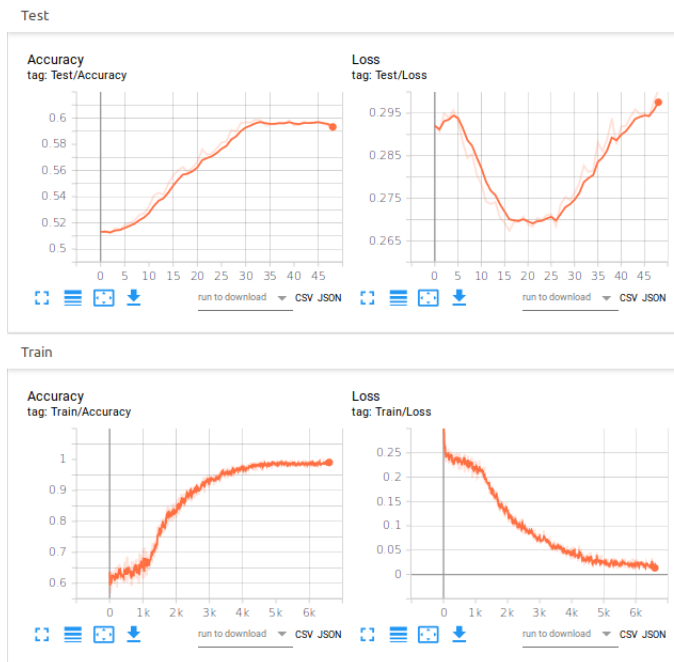 Test
Accuracy
tag: Test/Accuracy
0.6
0.58
0.56
0.54
0.52
0.5
0 5 10 15 20 25 30 35 40 45
run to download CSV JSON
Loss
tag: Test/Loss
0.295
0.285
0.275
0.265
0 5 10 15 20 25 30 35 40 45
run to download CSV JSON
Train
Accuracy
tag: Train/Accuracy
1
0.9
0.8
0.7
0.6
0 1k 2k 3k 4k 5k 6k
run to download CSV JSON
Loss
tag: Train/Loss
0.25
0.2
0.15
0.1
0.05
0
0 1k 2k 3k 4k 5k 6k
run to download CSV JSON